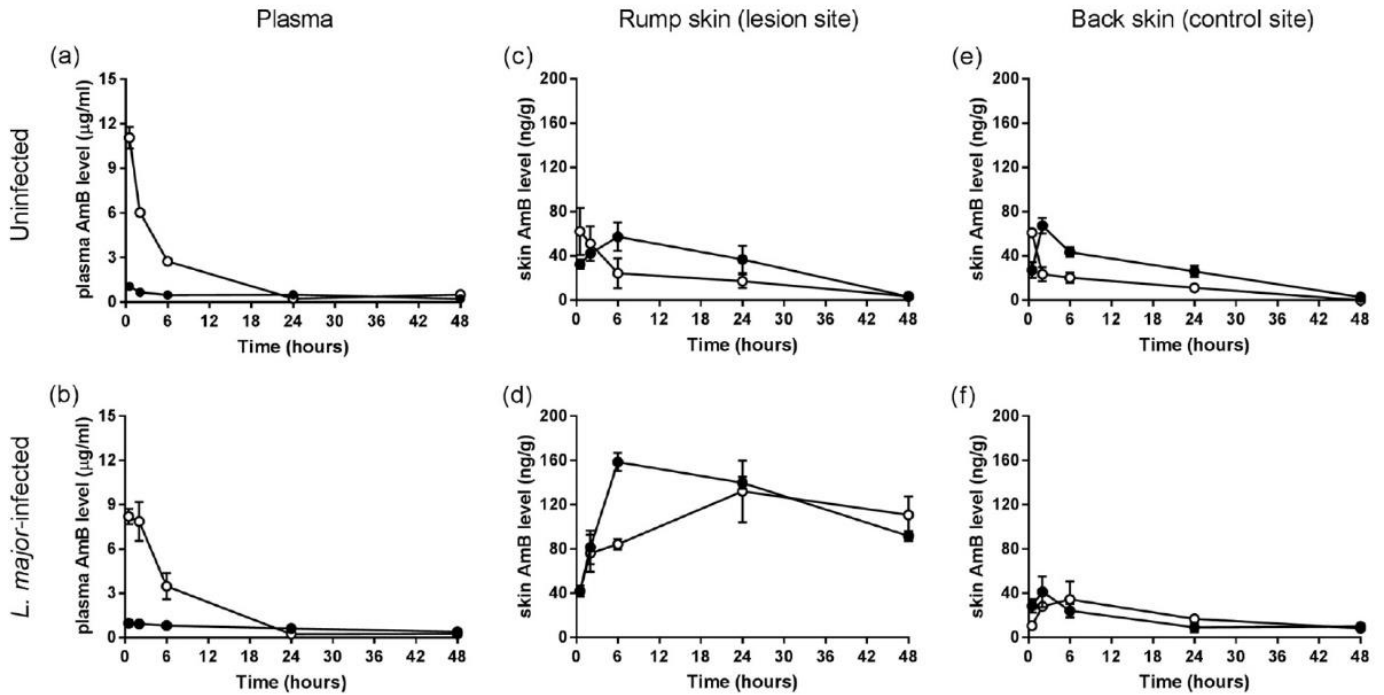 Plasma
Rump skin (lesion site)
Back skin (control site)
Uninfected
(a)
plasma AmB level (µg/ml)
15
12
9
6
3
0
0 6 12 18 24 30 36 42 48
Time (hours)
(c)
skin AmB level (ng/g)
200
160
120
80
40
0
0 6 12 18 24 30 36 42 48
Time (hours)
(e)
skin AmB level (ng/g)
200
160
120
80
40
0
0 6 12 18 24 30 36 42 48
Time (hours)
L. major-infected
(b)
plasma AmB level (µg/ml)
15
12
9
6
3
0
0 6 12 18 24 30 36 42 48
Time (hours)
(d)
skin AmB level (ng/g)
200
160
120
80
40
0
0 6 12 18 24 30 36 42 48
Time (hours)
(f)
skin AmB level (ng/g)
200
160
120
80
40
0
0 6 12 18 24 30 36 42 48
Time (hours)